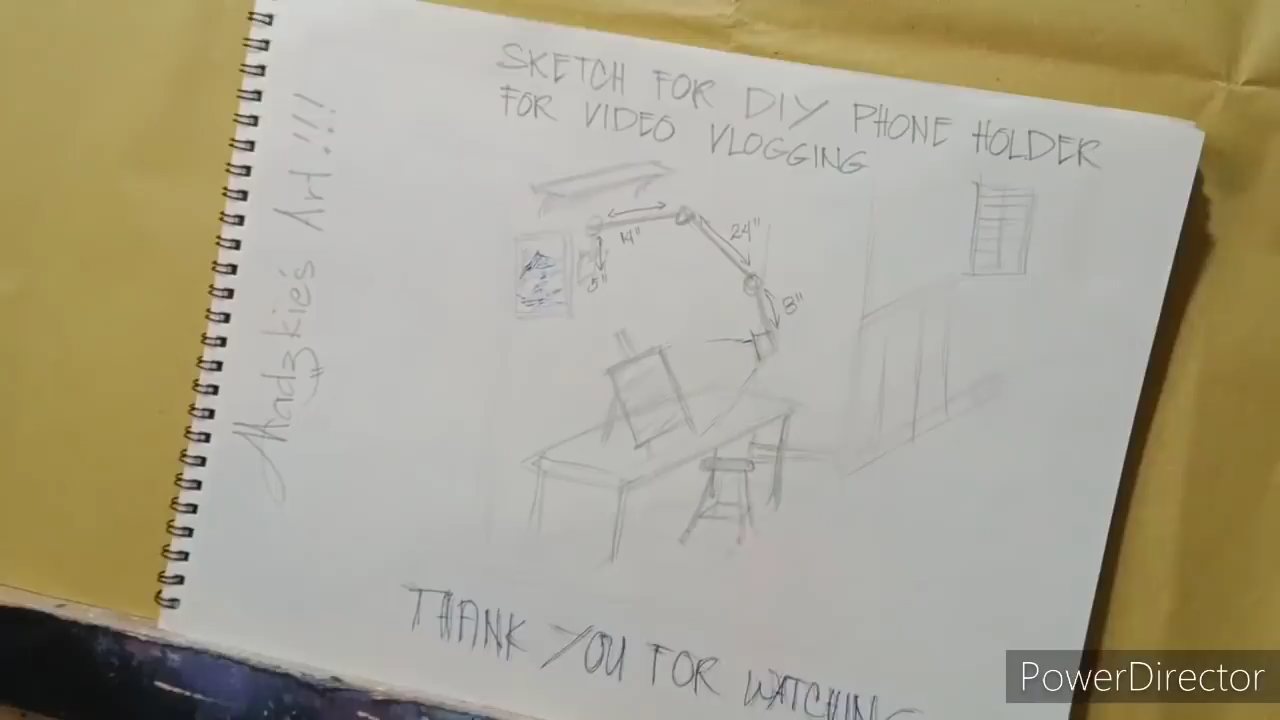 SKETCH FOR DIY PHONE HOLDER
FOR VIDEO VLOGGING
Madzkie's Art!!!
14"
24"
5"
8"
THANK YOU FOR WATCHING
PowerDirector